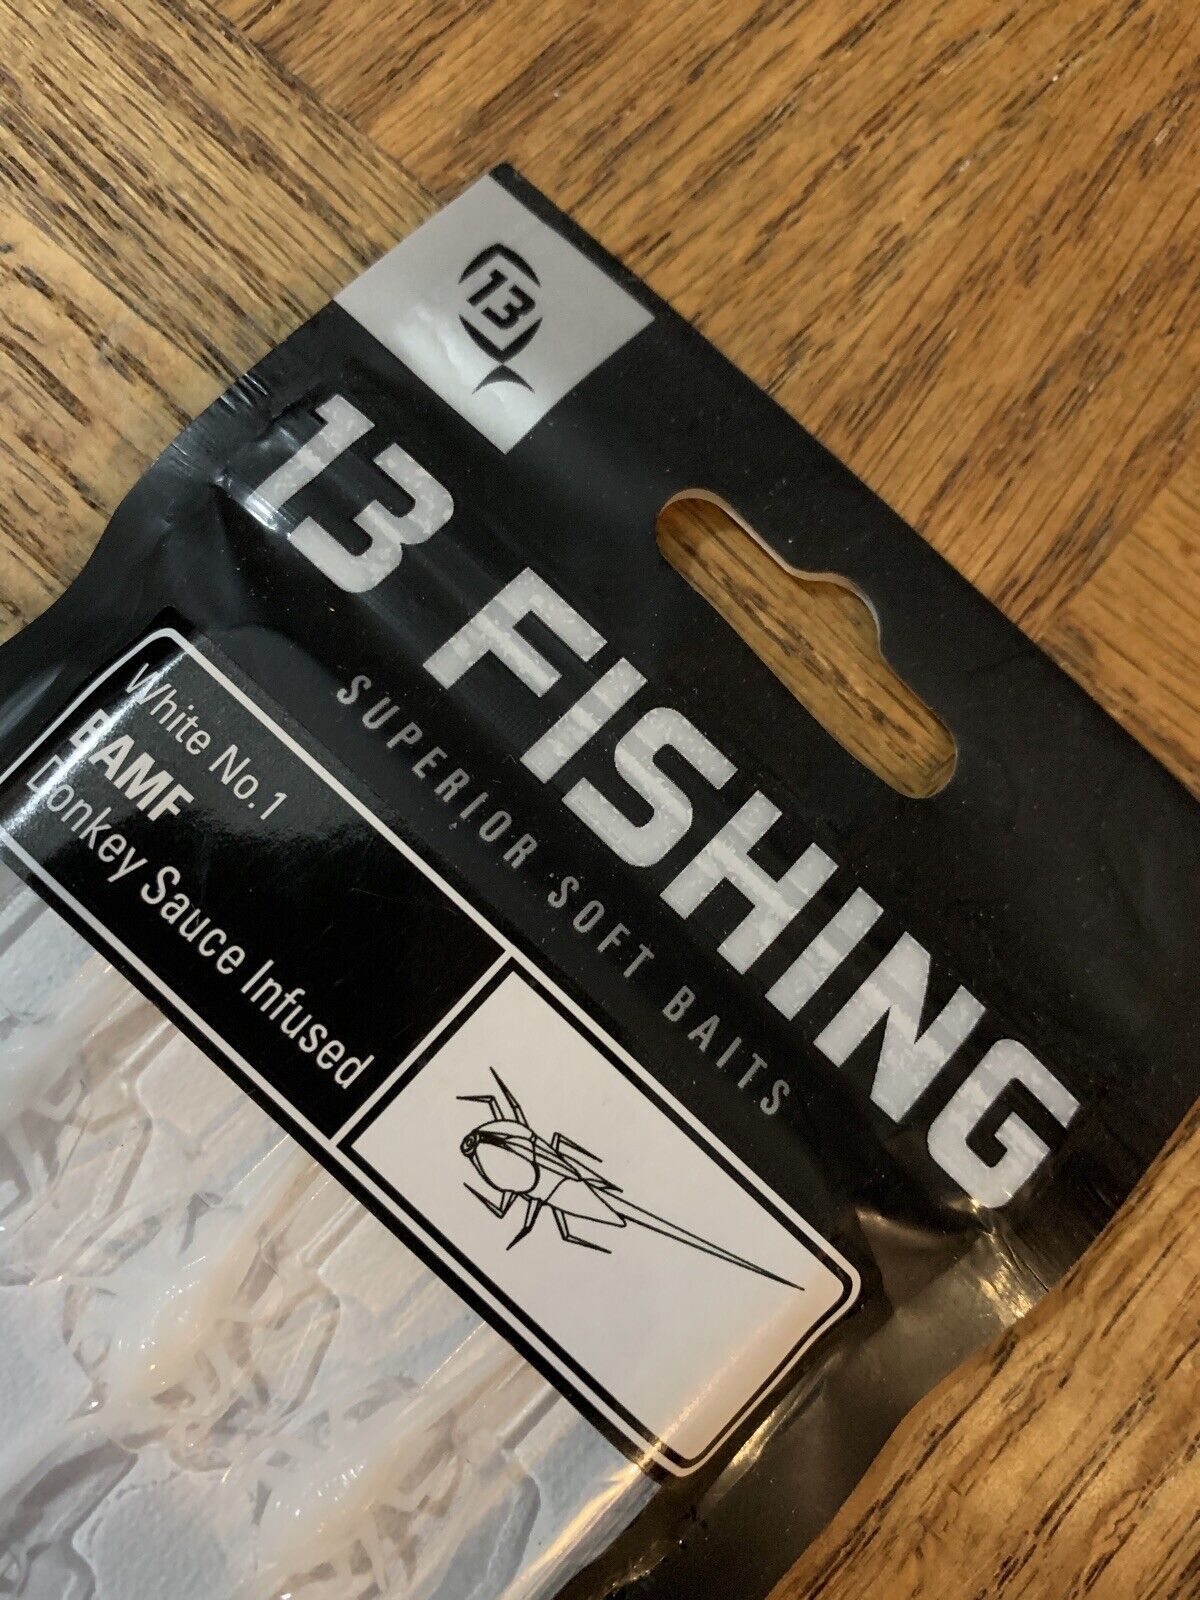 13
13 FISHING
SUPERIOR SOFT BAITS
White No.1
BAMF
Donkey Sauce Infused